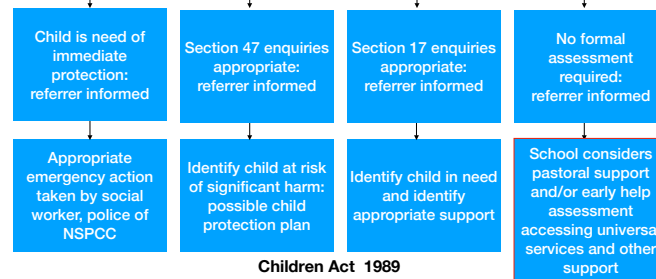 Child is need of
immediate
protection:
referrer informed
Section 47 enquiries
appropriate:
referrer informed
Section 17 enquiries
appropriate:
referrer informed
No formal
assessment
required:
referrer informed
Appropriate
emergency action
taken by social
worker, police of
NSPCC
Identify child at risk
of significant harm:
possible child
protection plan
Identify child in need
and identify
appropriate support
School considers
pastoral support
and/or early help
assessment
accessing universal
services and other
support
Children Act 1989